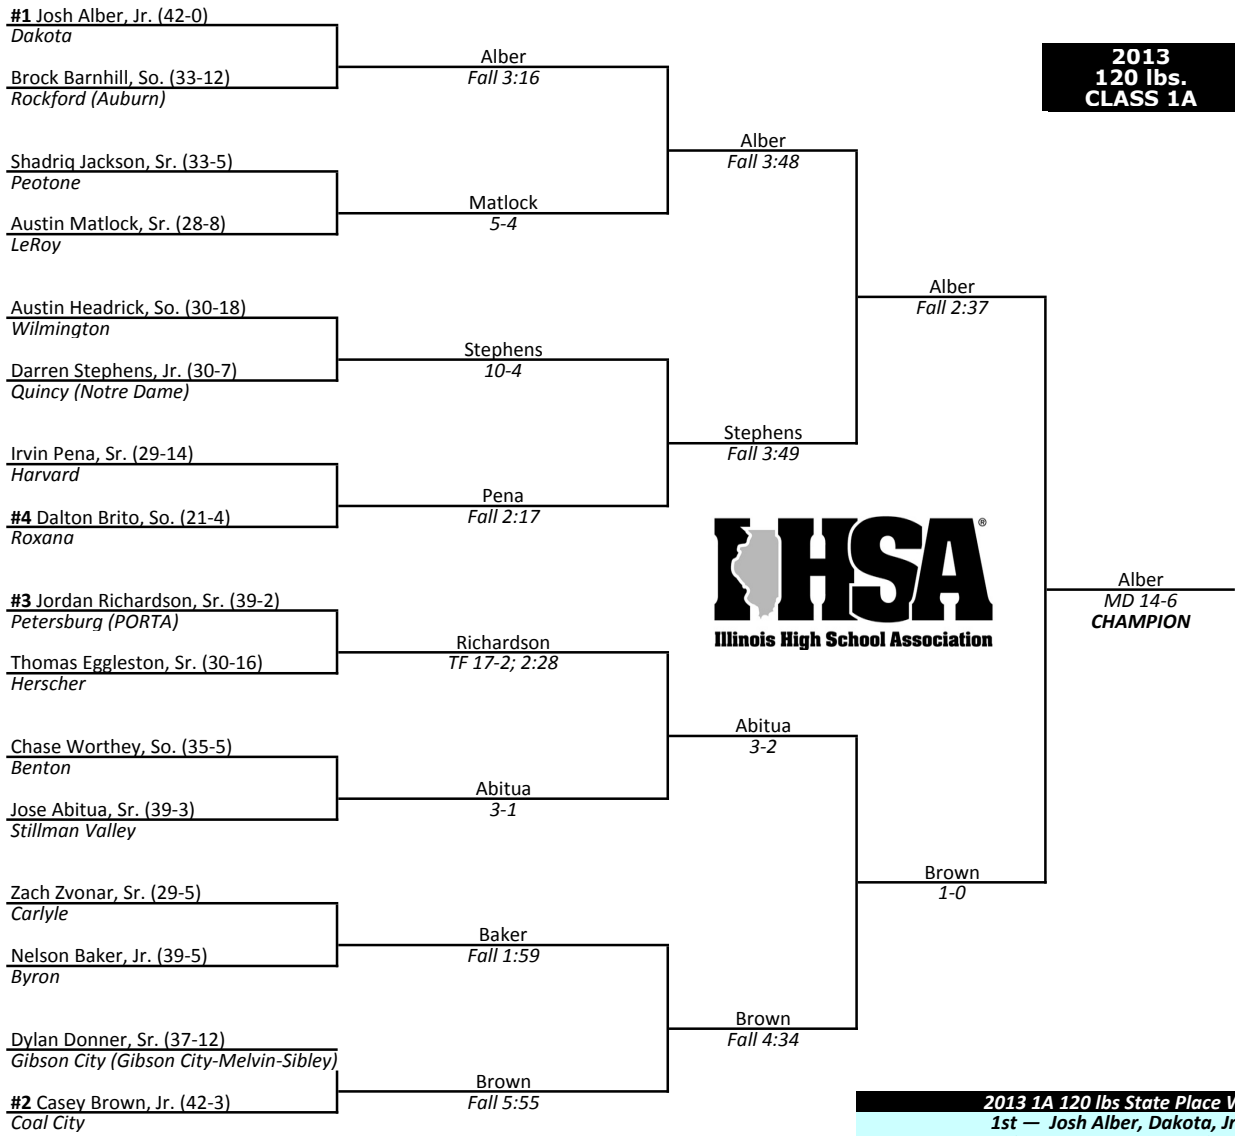 #1 Josh Alber, Jr. (42-0)
Dakota
Brock Barnhill, So. (33-12)
Rockford (Auburn)
Shadriq Jackson, Sr. (33-5)
Peotone
Austin Matlock, Sr. (28-8)
LeRoy
Austin Headrick, So. (30-18)
Wilmington
Darren Stephens, Jr. (30-7)
Quincy (Notre Dame)
Irvin Pena, Sr. (29-14)
Harvard
#4 Dalton Brito, So. (21-4)
Roxana
#3 Jordan Richardson, Sr. (39-2)
Petersburg (PORTA)
Thomas Eggleston, Sr. (30-16)
Herscher
Chase Worthey, So. (35-5)
Benton
Jose Abitua, Sr. (39-3)
Stillman Valley
Zach Zvonar, Sr. (29-5)
Carlyle
Nelson Baker, Jr. (39-5)
Byron
Dylan Donner, Sr. (37-12)
Gibson City (Gibson City-Melvin-Sibley)
#2 Casey Brown, Jr. (42-3)
Coal City
Alber
Fall 3:16
Matlock
5-4
Stephens
10-4
Pena
Fall 2:17
Richardson
TF 17-2; 2:28
Abitua
3-1
Baker
Fall 1:59
Brown
Fall 5:55
Alber
Fall 3:48
Stephens
Fall 3:49
Abitua
3-2
Brown
Fall 4:34
Alber
Fall 2:37
Brown
1-0
Alber
MD 14-6
CHAMPION
2013
120 lbs.
CLASS 1A
IHSA®
Illinois High School Association
2013 1A 120 lbs State Place W
1st — Josh Alber, Dakota, Jr